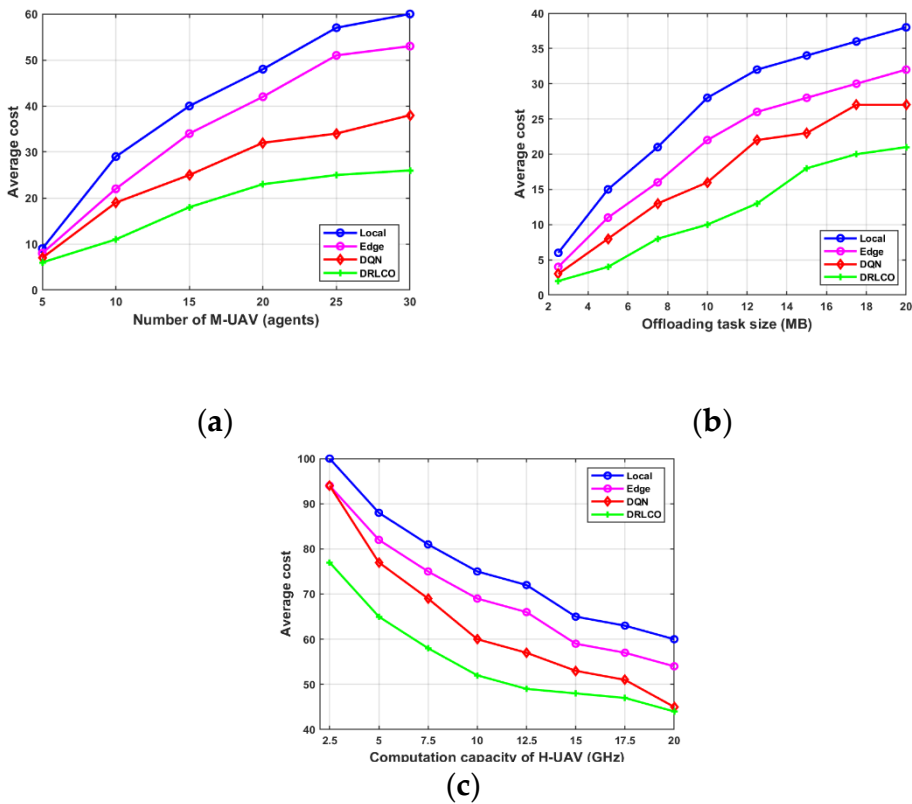 60
50
40
30
20
10
0
Average cost
Local
Edge
DQN
DRLCO
5 10 15 20 25 30
Number of M-UAV (agents)
(a)
40
35
30
25
20
15
10
5
0
Average cost
Local
Edge
DQN
DRLCO
2 4 6 8 10 12 14 16 18 20
Offloading task size (MB)
(b)
100
90
80
70
60
50
40
Average cost
Local
Edge
DQN
DRLCO
2.5 5 7.5 10 12.5 15 17.5 20
Computation capacity of H-UAV (GHz)
(c)